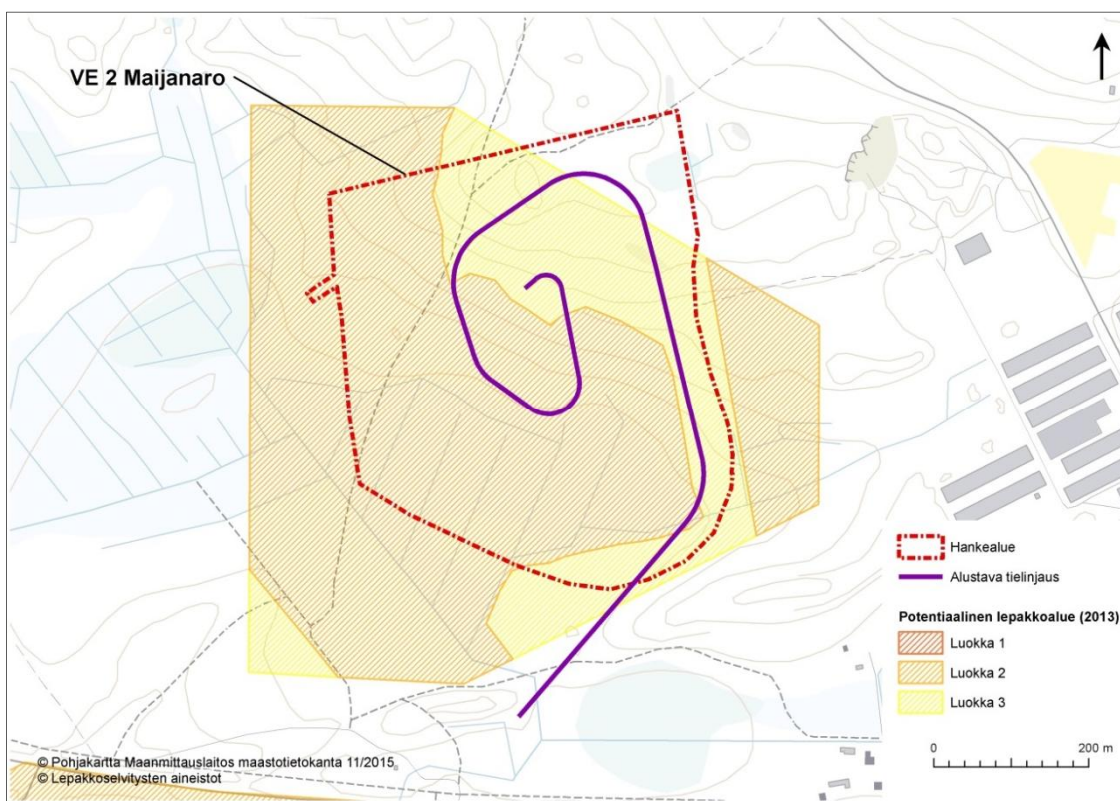 VE 2 Maijanaro
Hankealue
Alustava tielinjaus
Potentiaalinen lepakkoalue (2013)
Luokka 1
Luokka 2
Luokka 3
0 200 m
© Pohjakartta Maanmittauslaitos maastotietokanta 11/2015
© Lepakkoselvitysten aineistot